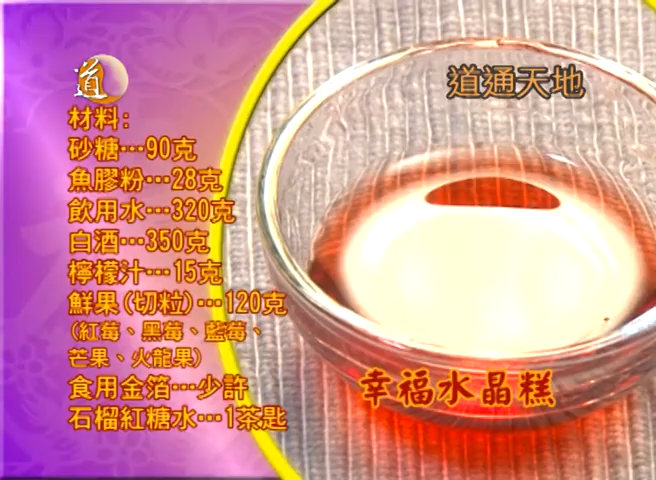 道
道通天地
材料:
砂糖…90克
魚膠粉…28克
飲用水…320克
白酒…350克
檸檬汁…15克
鮮果(切粒)…120克
(紅莓、黑莓、藍莓、
芒果、火龍果)
食用金箔…少許
石榴紅糖水…1茶匙
幸福水晶糕